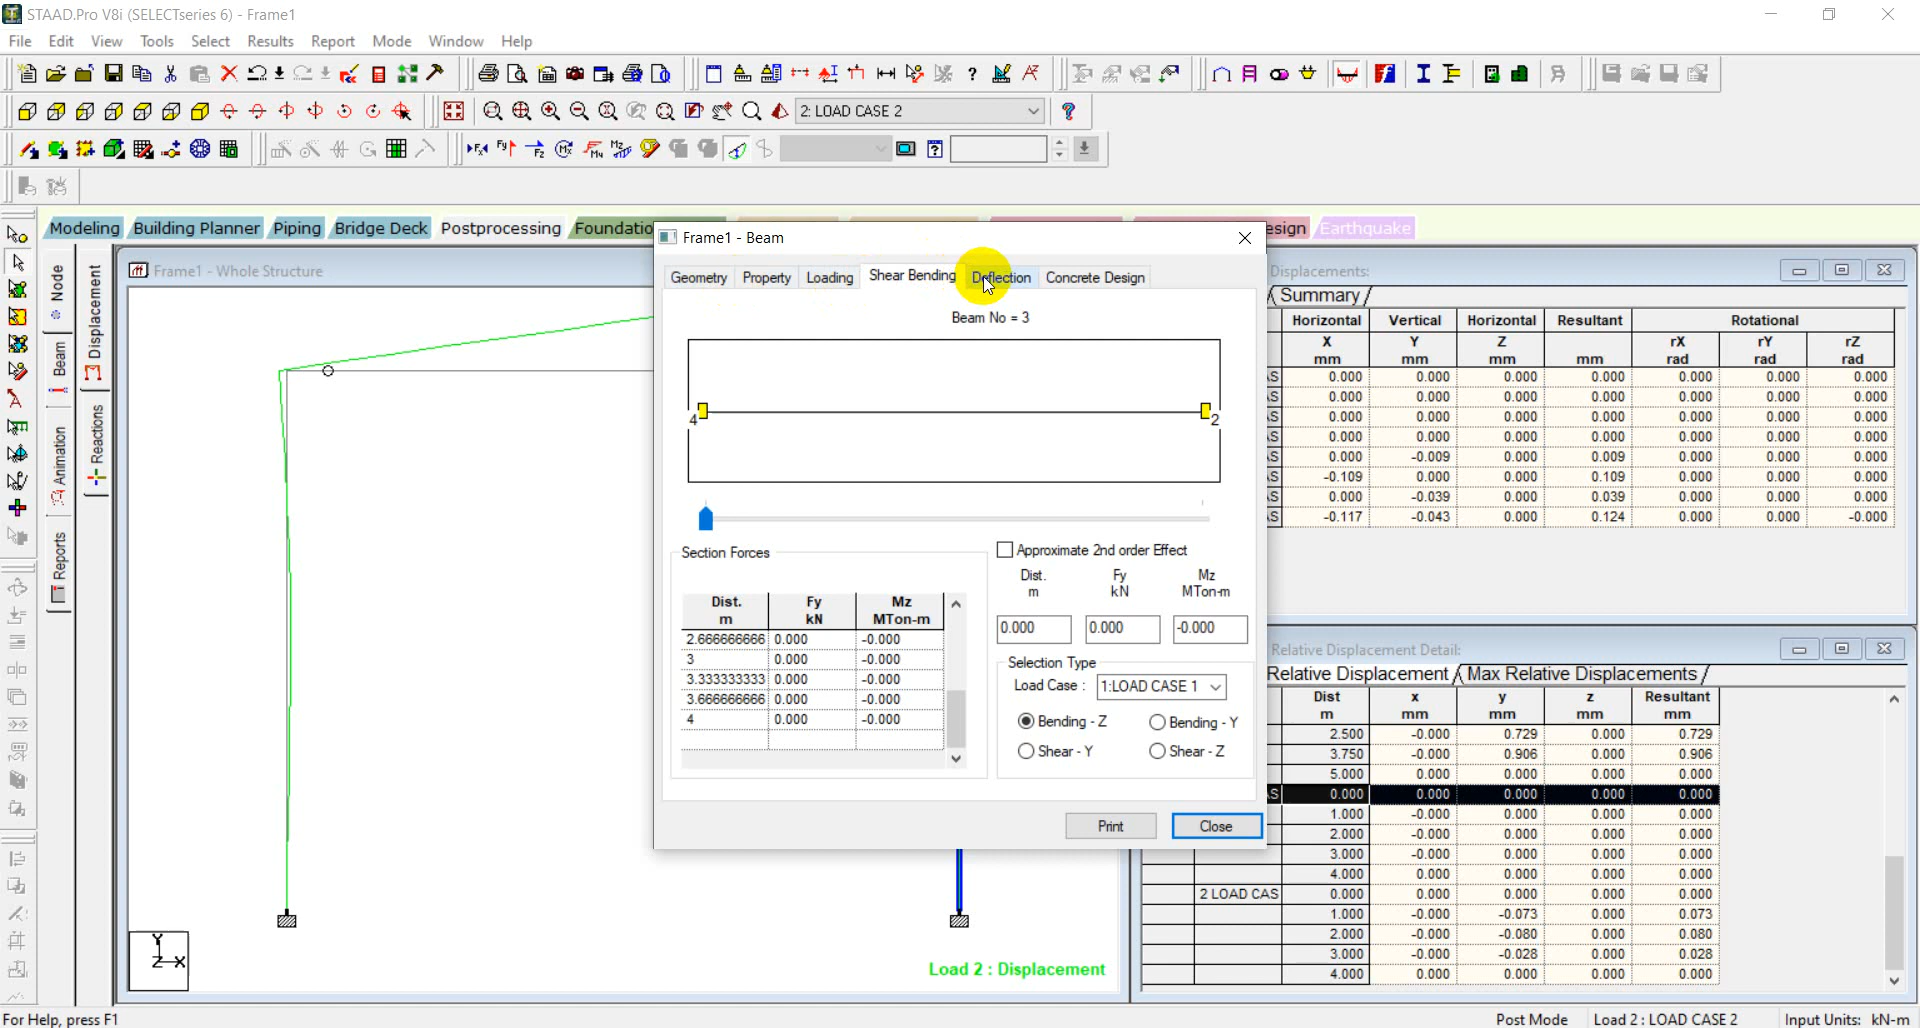 STAAD.Pro V8i (SELECTseries 6) - Frame1
File Edit View Tools Select Results Report Mode Window Help
2: LOAD CASE 2
Modeling Building Planner Piping Bridge Deck Postprocessing Foundatio esign Earthquake
Node
Beam
Animation
Reports
Displacement
Reactions
Frame1 - Whole Structure
Load 2 : Displacement
Y
Z X
Frame1 - Beam
Geometry Property Loading Shear Bending Deflection Concrete Design
Beam No = 3
4 2
Section Forces
Dist. Fy Mz
m kN MTon-m
2.666666666 0.000 -0.000
3 0.000 -0.000
3.333333333 0.000 -0.000
3.666666666 0.000 -0.000
4 0.000 -0.000
Approximate 2nd order Effect
Dist. Fy Mz
m kN MTon-m
0.000 0.000 -0.000
Selection Type
Load Case : 1:LOAD CASE 1
Bending - Z Bending - Y
Shear - Y Shear - Z
Print Close
Displacements:
Summary
Horizontal Vertical Horizontal Resultant Rotational
X Y Z rX rY rZ
mm mm mm mm rad rad rad
S 0.000 0.000 0.000 0.000 0.000 0.000 0.000
S 0.000 0.000 0.000 0.000 0.000 0.000 0.000
S 0.000 0.000 0.000 0.000 0.000 0.000 0.000
S 0.000 0.000 0.000 0.000 0.000 0.000 0.000
S 0.000 -0.009 0.000 0.009 0.000 0.000 0.000
S -0.109 0.000 0.000 0.109 0.000 0.000 0.000
S 0.000 -0.039 0.000 0.039 0.000 0.000 0.000
S -0.117 -0.043 0.000 0.124 0.000 0.000 -0.000
Relative Displacement Detail:
Relative Displacement Max Relative Displacements
Dist x y z Resultant
m mm mm mm mm
2.500 -0.000 0.729 0.000 0.729
3.750 -0.000 0.906 0.000 0.906
5.000 0.000 0.000 0.000 0.000
S 0.000 0.000 0.000 0.000 0.000
1.000 -0.000 0.000 0.000 0.000
2.000 -0.000 0.000 0.000 0.000
3.000 -0.000 0.000 0.000 0.000
4.000 0.000 0.000 0.000 0.000
2 LOAD CAS 0.000 0.000 0.000 0.000 0.000
1.000 -0.000 -0.073 0.000 0.073
2.000 -0.000 -0.080 0.000 0.080
3.000 -0.000 -0.028 0.000 0.028
4.000 0.000 0.000 0.000 0.000
For Help, press F1 Post Mode Load 2 : LOAD CASE 2 Input Units: kN-m